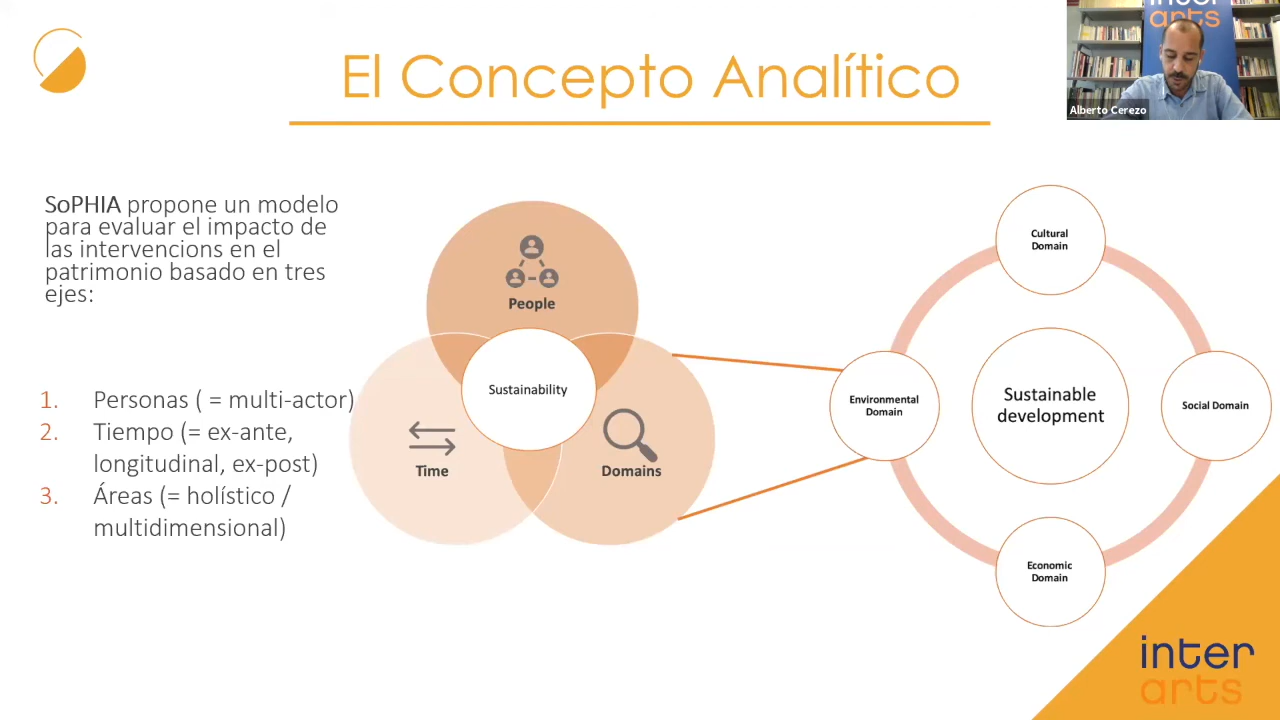 inter
arts
Alberto Cerezo
El Concepto Analítico
SoPHIA propone un modelo
para evaluar el impacto de
las intervencions en el
patrimonio basado en tres
ejes:
1. Personas ( = multi-actor)
2. Tiempo (= ex-ante,
longitudinal, ex-post)
3. Áreas (= holístico /
multidimensional)
People
Sustainability
Time
Domains
Cultural
Domain
Environmental
Domain
Sustainable
development
Social Domain
Economic
Domain
inter
arts